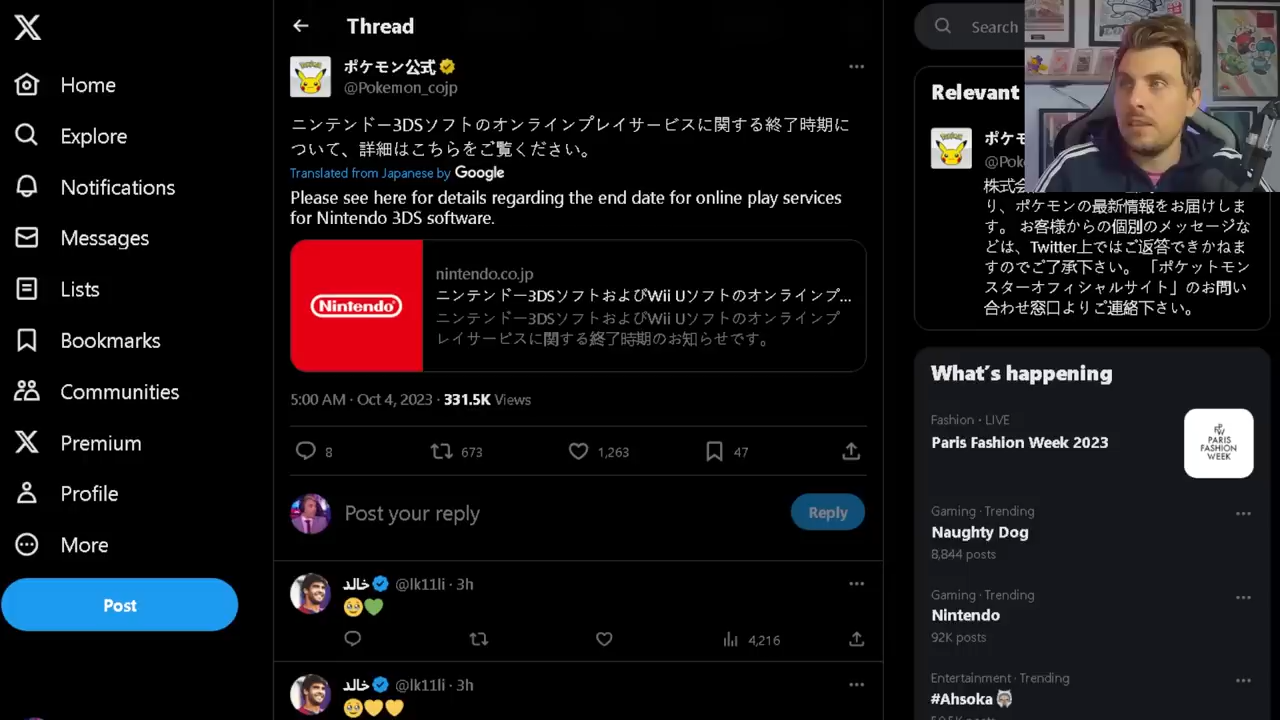 Home
Explore
Notifications
Messages
Lists
Bookmarks
Communities
Premium
Profile
More
Post
Thread
ポケモン公式
@Pokemon_cojp
ニンテンドー3DSソフトのオンラインプレイサービスに関する終了時期に
ついて、詳細はこちらをご覧ください。
Translated from Japanese by Google
Please see here for details regarding the end date for online play services
for Nintendo 3DS software.
Nintendo
nintendo.co.jp
ニンテンドー3DSソフトおよびWii Uソフトのオンラインプ...
ニンテンドー3DSソフトおよびWii Uソフトのオンラインプ
レイサービスに関する終了時期のお知らせです。
5:00 AM · Oct 4, 2023 · 331.5K Views
8 673 1,263 47
Post your reply
Reply
خالد @lk11li · 3h
🥹💚
4,216
خالد @lk11li · 3h
🥹💛💛
Search
Relevant
ポケモ
@Pok
株式会
り、ポケモンの最新情報をお届けしま
す。 お客様からの個別のメッセージな
どは、Twitter上ではご返答できかねま
すのでご了承下さい。 「ポケットモン
スターオフィシャルサイト」のお問い
合わせ窓口よりご連絡下さい。
What's happening
Fashion · LIVE
Paris Fashion Week 2023
PARIS
FASHION
WEEK
Gaming · Trending
Naughty Dog
8,844 posts
Gaming · Trending
Nintendo
92K posts
Entertainment · Trending
#Ahsoka